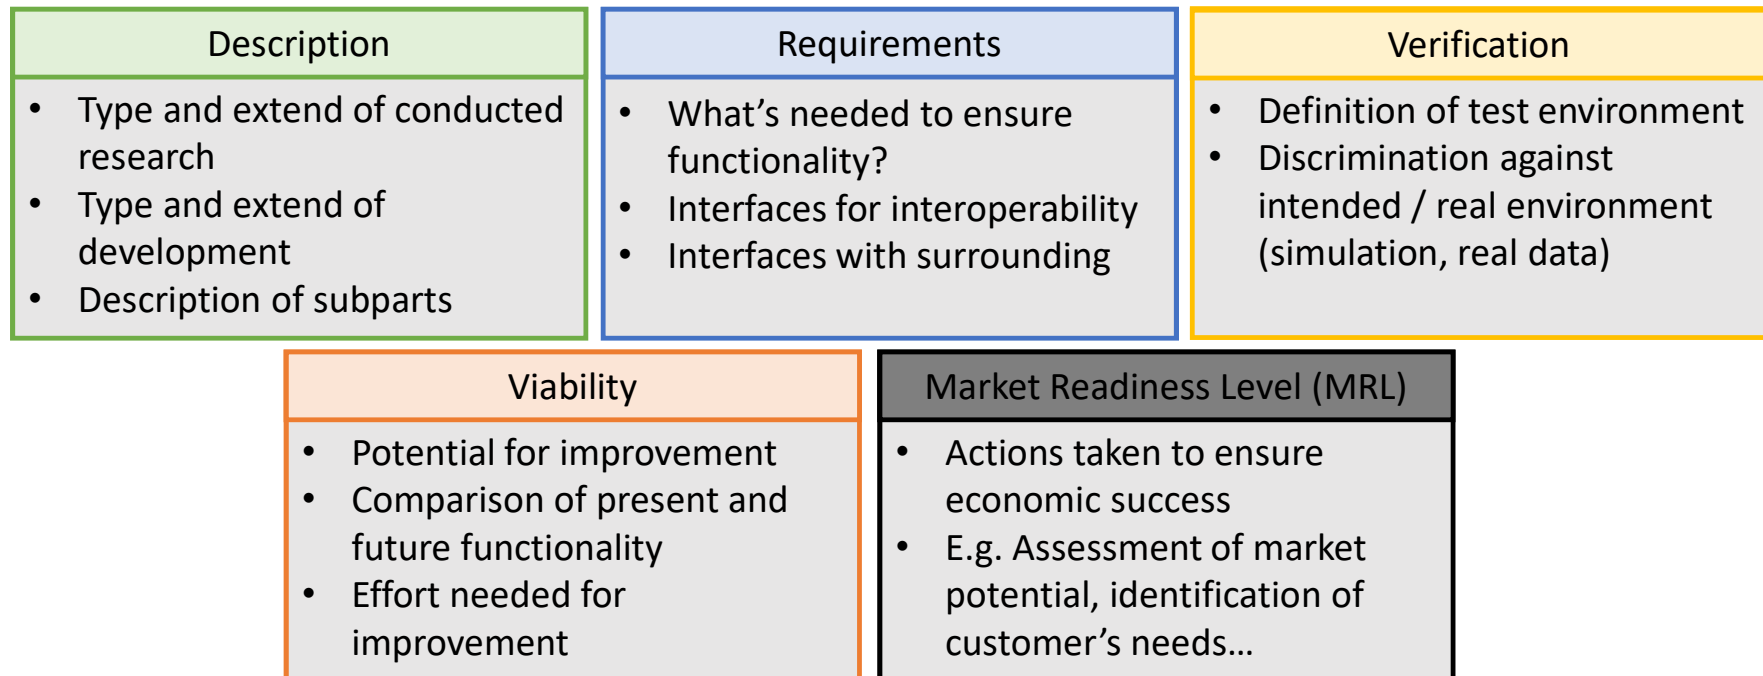 Description
• Type and extend of conducted
research
• Type and extend of
development
• Description of subparts
Requirements
• What's needed to ensure
functionality?
• Interfaces for interoperability
• Interfaces with surrounding
Verification
• Definition of test environment
• Discrimination against
intended / real environment
(simulation, real data)
Viability
• Potential for improvement
• Comparison of present and
future functionality
• Effort needed for
improvement
Market Readiness Level (MRL)
• Actions taken to ensure
economic success
• E.g. Assessment of market
potential, identification of
customer's needs...